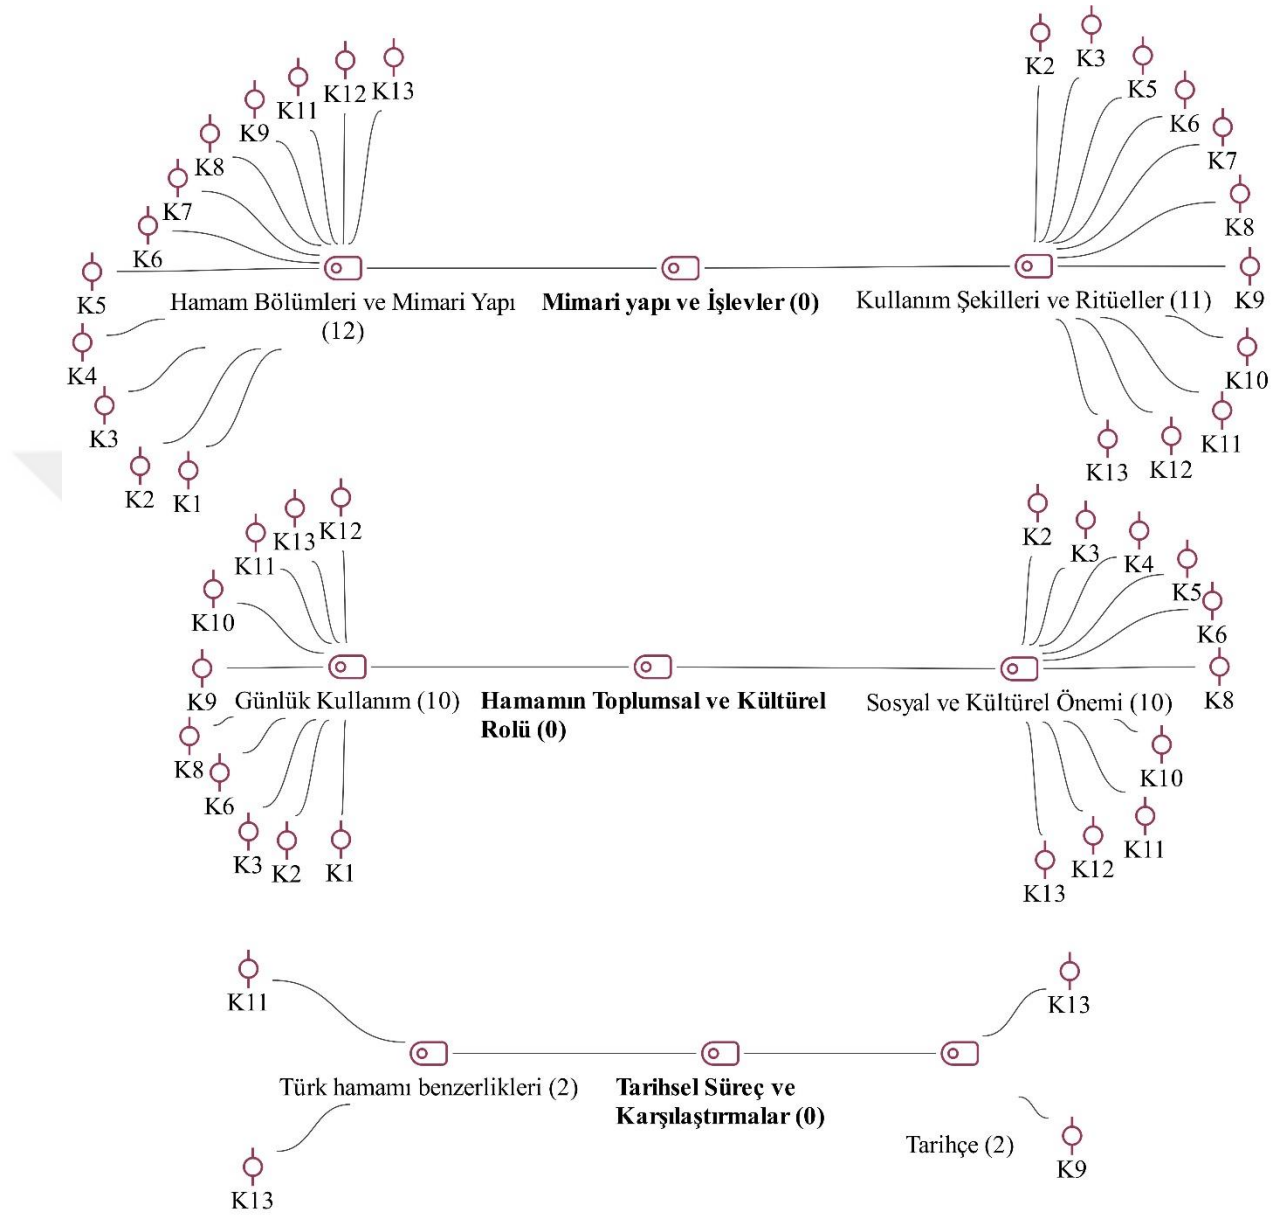 K2
K3
K5
K6
K7
K8
K9
K10
K11
K12
K13
K13
K12
K11
K9
K8
K7
K6
K5
K4
K3
K2
K1
Hamam Bölümleri ve Mimari Yapı
(12)
Mimari yapı ve İşlevler (0)
Kullanım Şekilleri ve Ritüeller (11)
K12
K13
K11
K10
K9
K8
K6
K3
K2
K1
Günlük Kullanım (10)
Hamamın Toplumsal ve Kültürel
Rolü (0)
Sosyal ve Kültürel Önemi (10)
K2
K3
K4
K5
K6
K8
K10
K11
K12
K13
K11
K13
Türk hamamı benzerlikleri (2)
Tarihsel Süreç ve
Karşılaştırmalar (0)
Tarihçe (2)
K13
K9